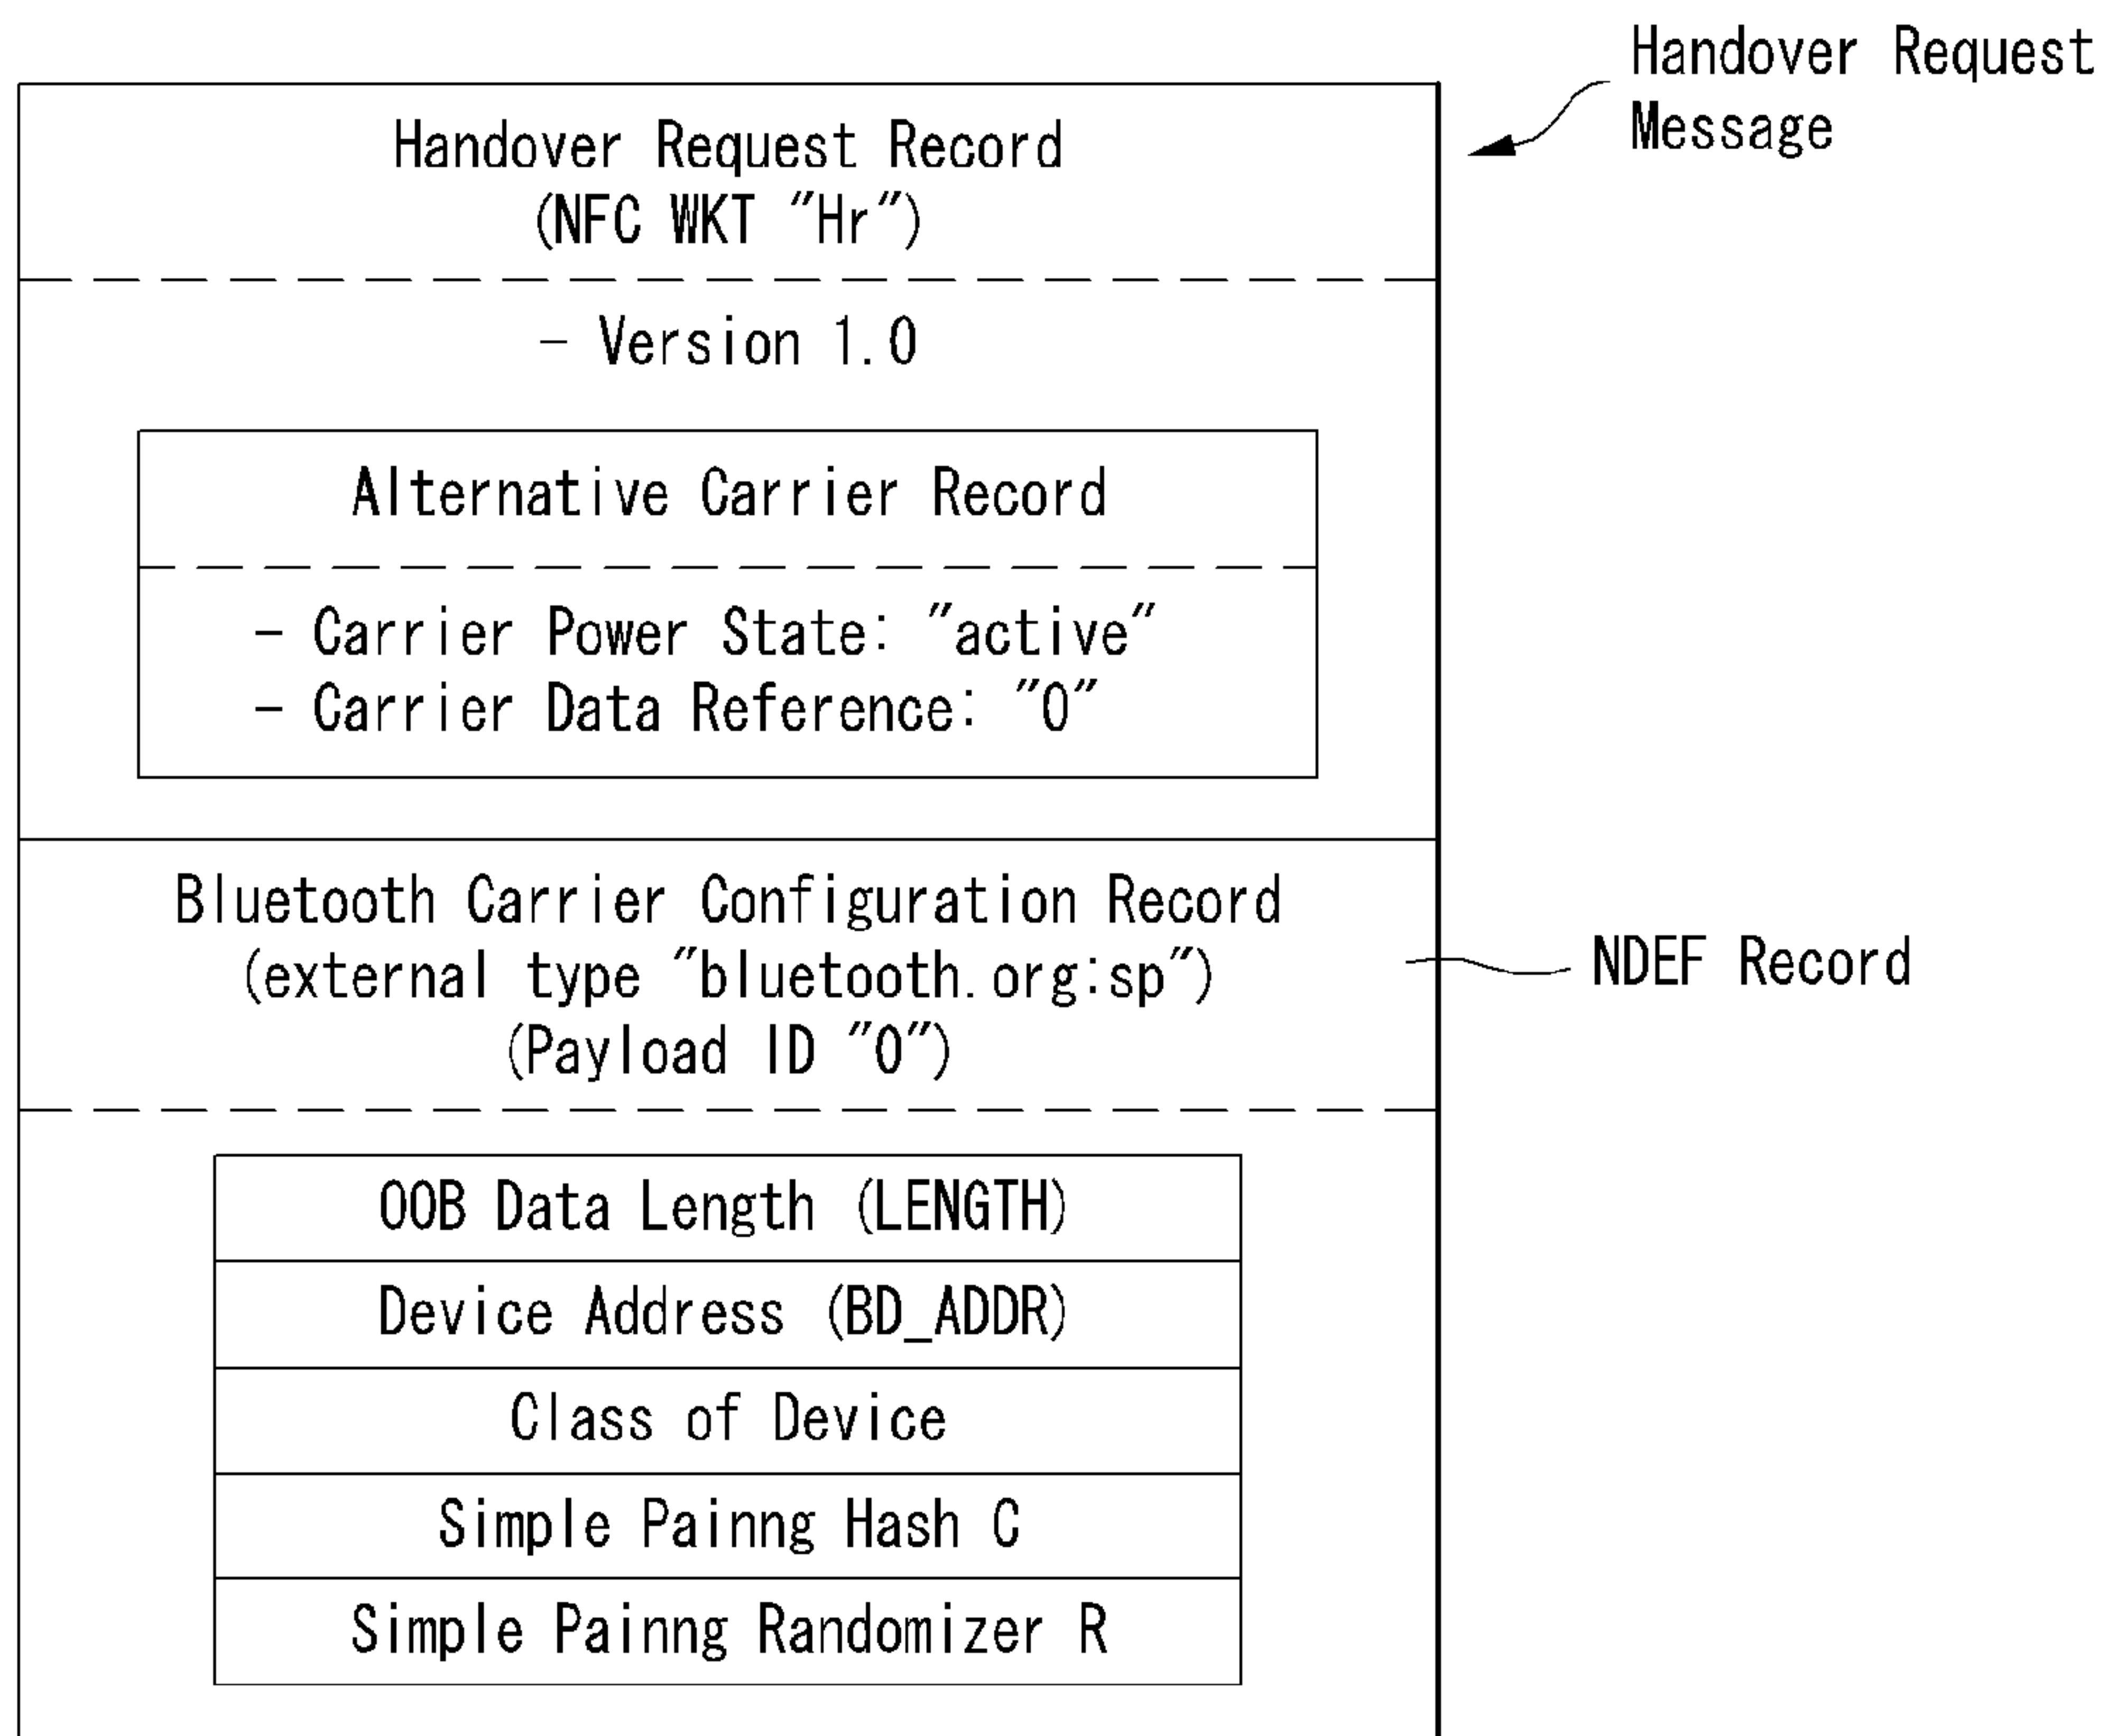 Handover Request
Message
Handover Request Record
(NFC WKT "Hr")
- Version 1.0
Alternative Carrier Record
- Carrier Power State: "active"
- Carrier Data Reference: "0"
Bluetooth Carrier Configuration Record
(external type "bluetooth.org:sp")
(Payload ID "0")
NDEF Record
OOB Data Length (LENGTH)
Device Address (BD_ADDR)
Class of Device
Simple Painng Hash C
Simple Painng Randomizer R